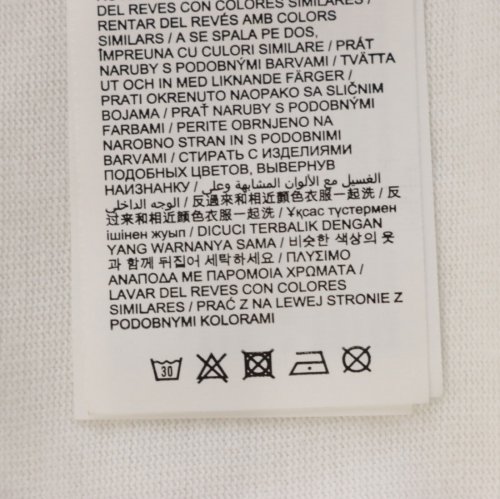 DEL REVES CON COLORES SIMILARES /
RENTAR DEL REVÉS AMB COLORS
SIMILARS / A SE SPALA PE DOS,
ÎMPREUNA CU CULORI SIMILARE / PRÁT
NARUBY S PODOBNÝMI BARVAMI / TVÄTTA
UT OCH IN MED LIKNANDE FÄRGER /
PRATI OKRENUTO NAOPAKO SA SLIČNIM
BOJAMA / PRAŤ NARUBY S PODOBNÝMI
FARBAMI / PERITE OBRNJENO NA
NAROBNO STRAN IN S PODOBNIMI
BARVAMI / СТИРАТЬ С ИЗДЕЛИЯМИ
ПОДОБНЫХ ЦВЕТОВ, ВЫВЕРНУВ
НАИЗНАНКУ / الغسيل مع الألوان المشابهة وعلى
الوجه الداخلي / 反過來和相近顏色衣服一起洗 / 反
过来和相近顏色衣服一起洗 / Ұқсас түстермен
ішінен жуып / DICUCI TERBALIK DENGAN
YANG WARNANYA SAMA / 비슷한 색상의 옷
과 함께 뒤집어 세탁하세요 / ΠΛΥΣΙΜΟ
ΑΝΑΠΟΔΑ ΜΕ ΠΑΡΟΜΟΙΑ ΧΡΩΜΑΤΑ /
LAVAR DEL REVES CON COLORES
SIMILARES / PRAĆ Z NA LEWEJ STRONIE Z
PODOBNYMI KOLORAMI
30